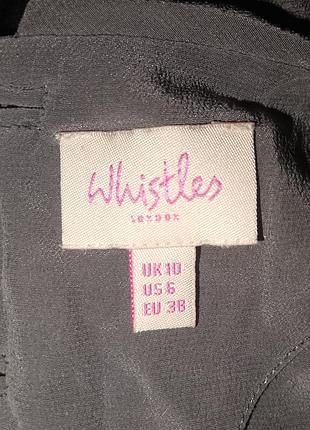 Whistles
LONDON
UK 10
US 6
EU 38